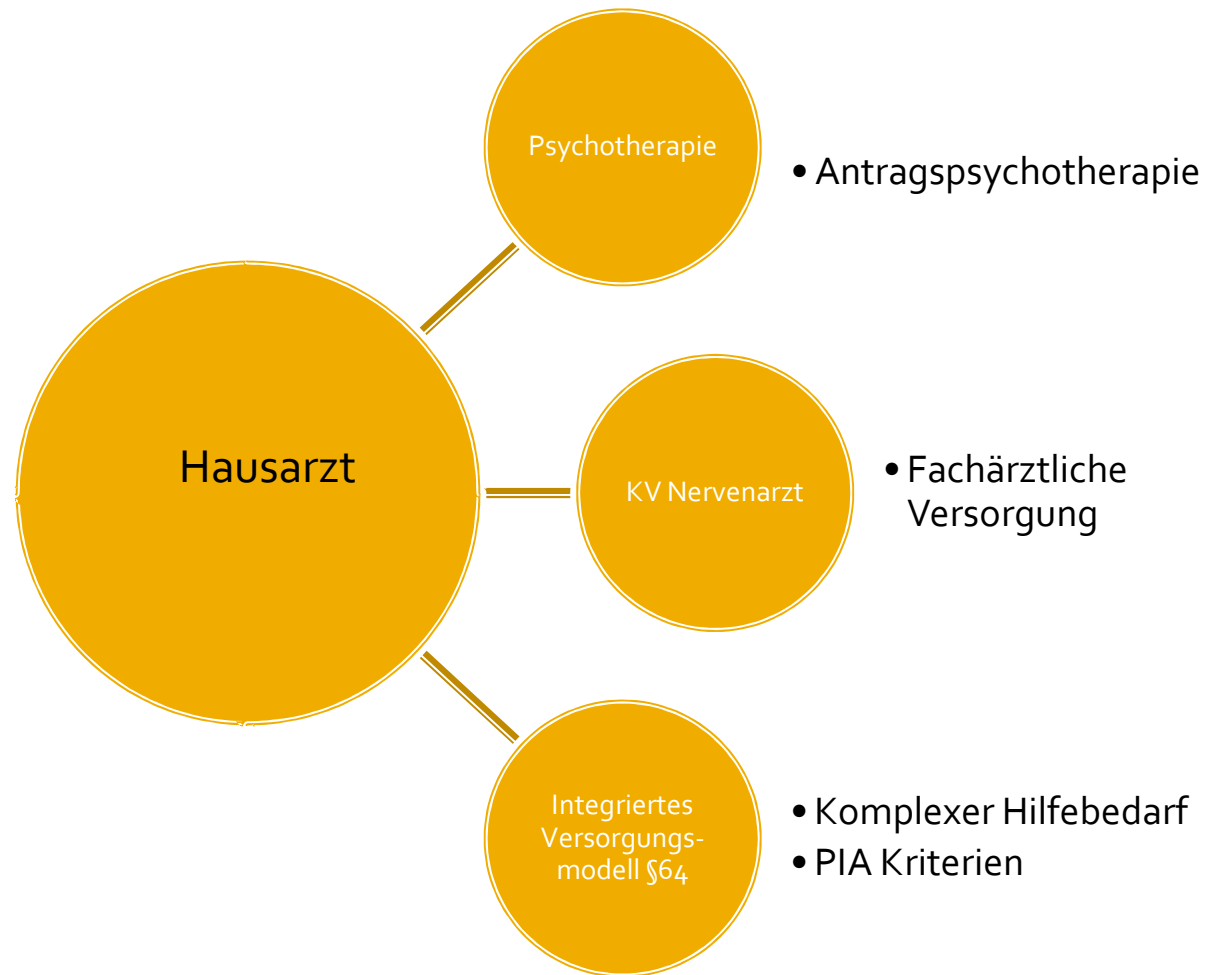 Psychotherapie
• Antragspsychotherapie
Hausarzt
KV Nervenarzt
• Fachärztliche
Versorgung
Integriertes
Versorgungs-
modell §64
• Komplexer Hilfebedarf
• PIA Kriterien